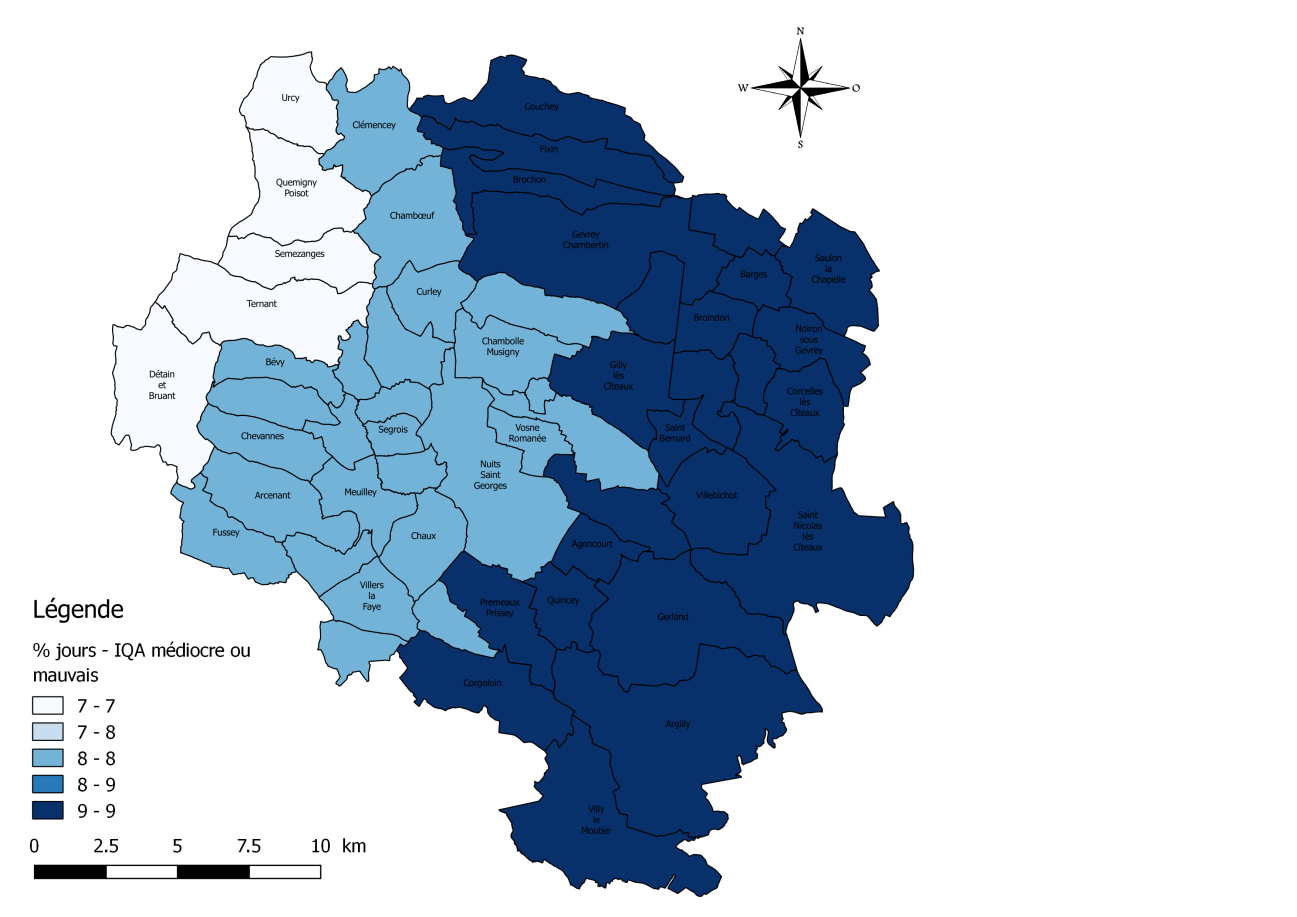 N
W
O
S
Urcy
Clémencey
Couchey
Fixin
Brochon
Quemigny
Poisot
Chambœuf
Gevrey
Chambertin
Semezanges
Saulon
la
Chapelle
Barges
Ternant
Curley
Broindon
Noiron
sous
Gevrey
Chambolle
Musigny
Bévy
Gilly
lès
Cîteaux
Détain
et
Bruant
Corcelles
lès
Cîteaux
Chevannes
Segrois
Vosne
Romanée
Saint
Bernard
Nuits
Saint
Georges
Arcenant
Meuilley
Villebichot
Saint
Nicolas
lès
Cîteaux
Fussey
Chaux
Agencourt
Villers
la
Faye
Premeaux
Prissey
Quincey
Gerland
Corgoloin
Argilly
Villy
le
Moutier
Légende
% jours - IQA médiocre ou
mauvais
7 - 7
7 - 8
8 - 8
8 - 9
9 - 9
0 2.5 5 7.5 10 km